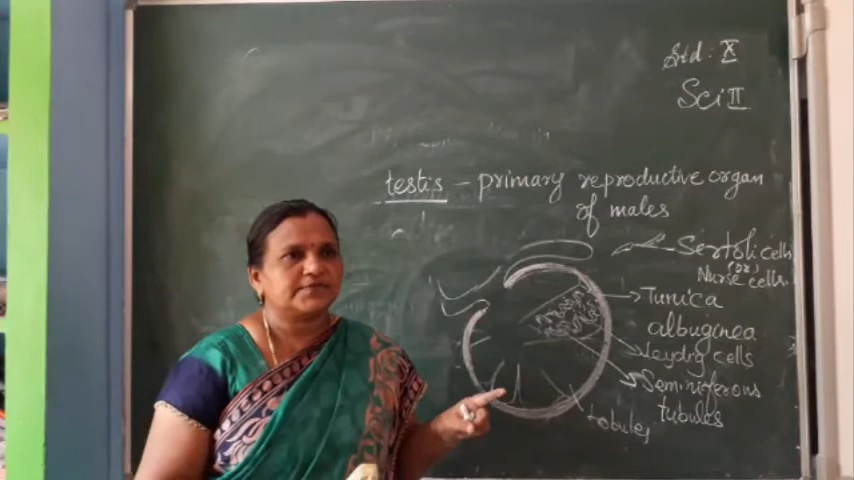 Std: X
Sci II
testis - primary reproductive organ
of males
Sertoli cells
(or)
Nurse cells.
Tunica
albuginea
Leydig cells
Seminiferous
tubules
lobules